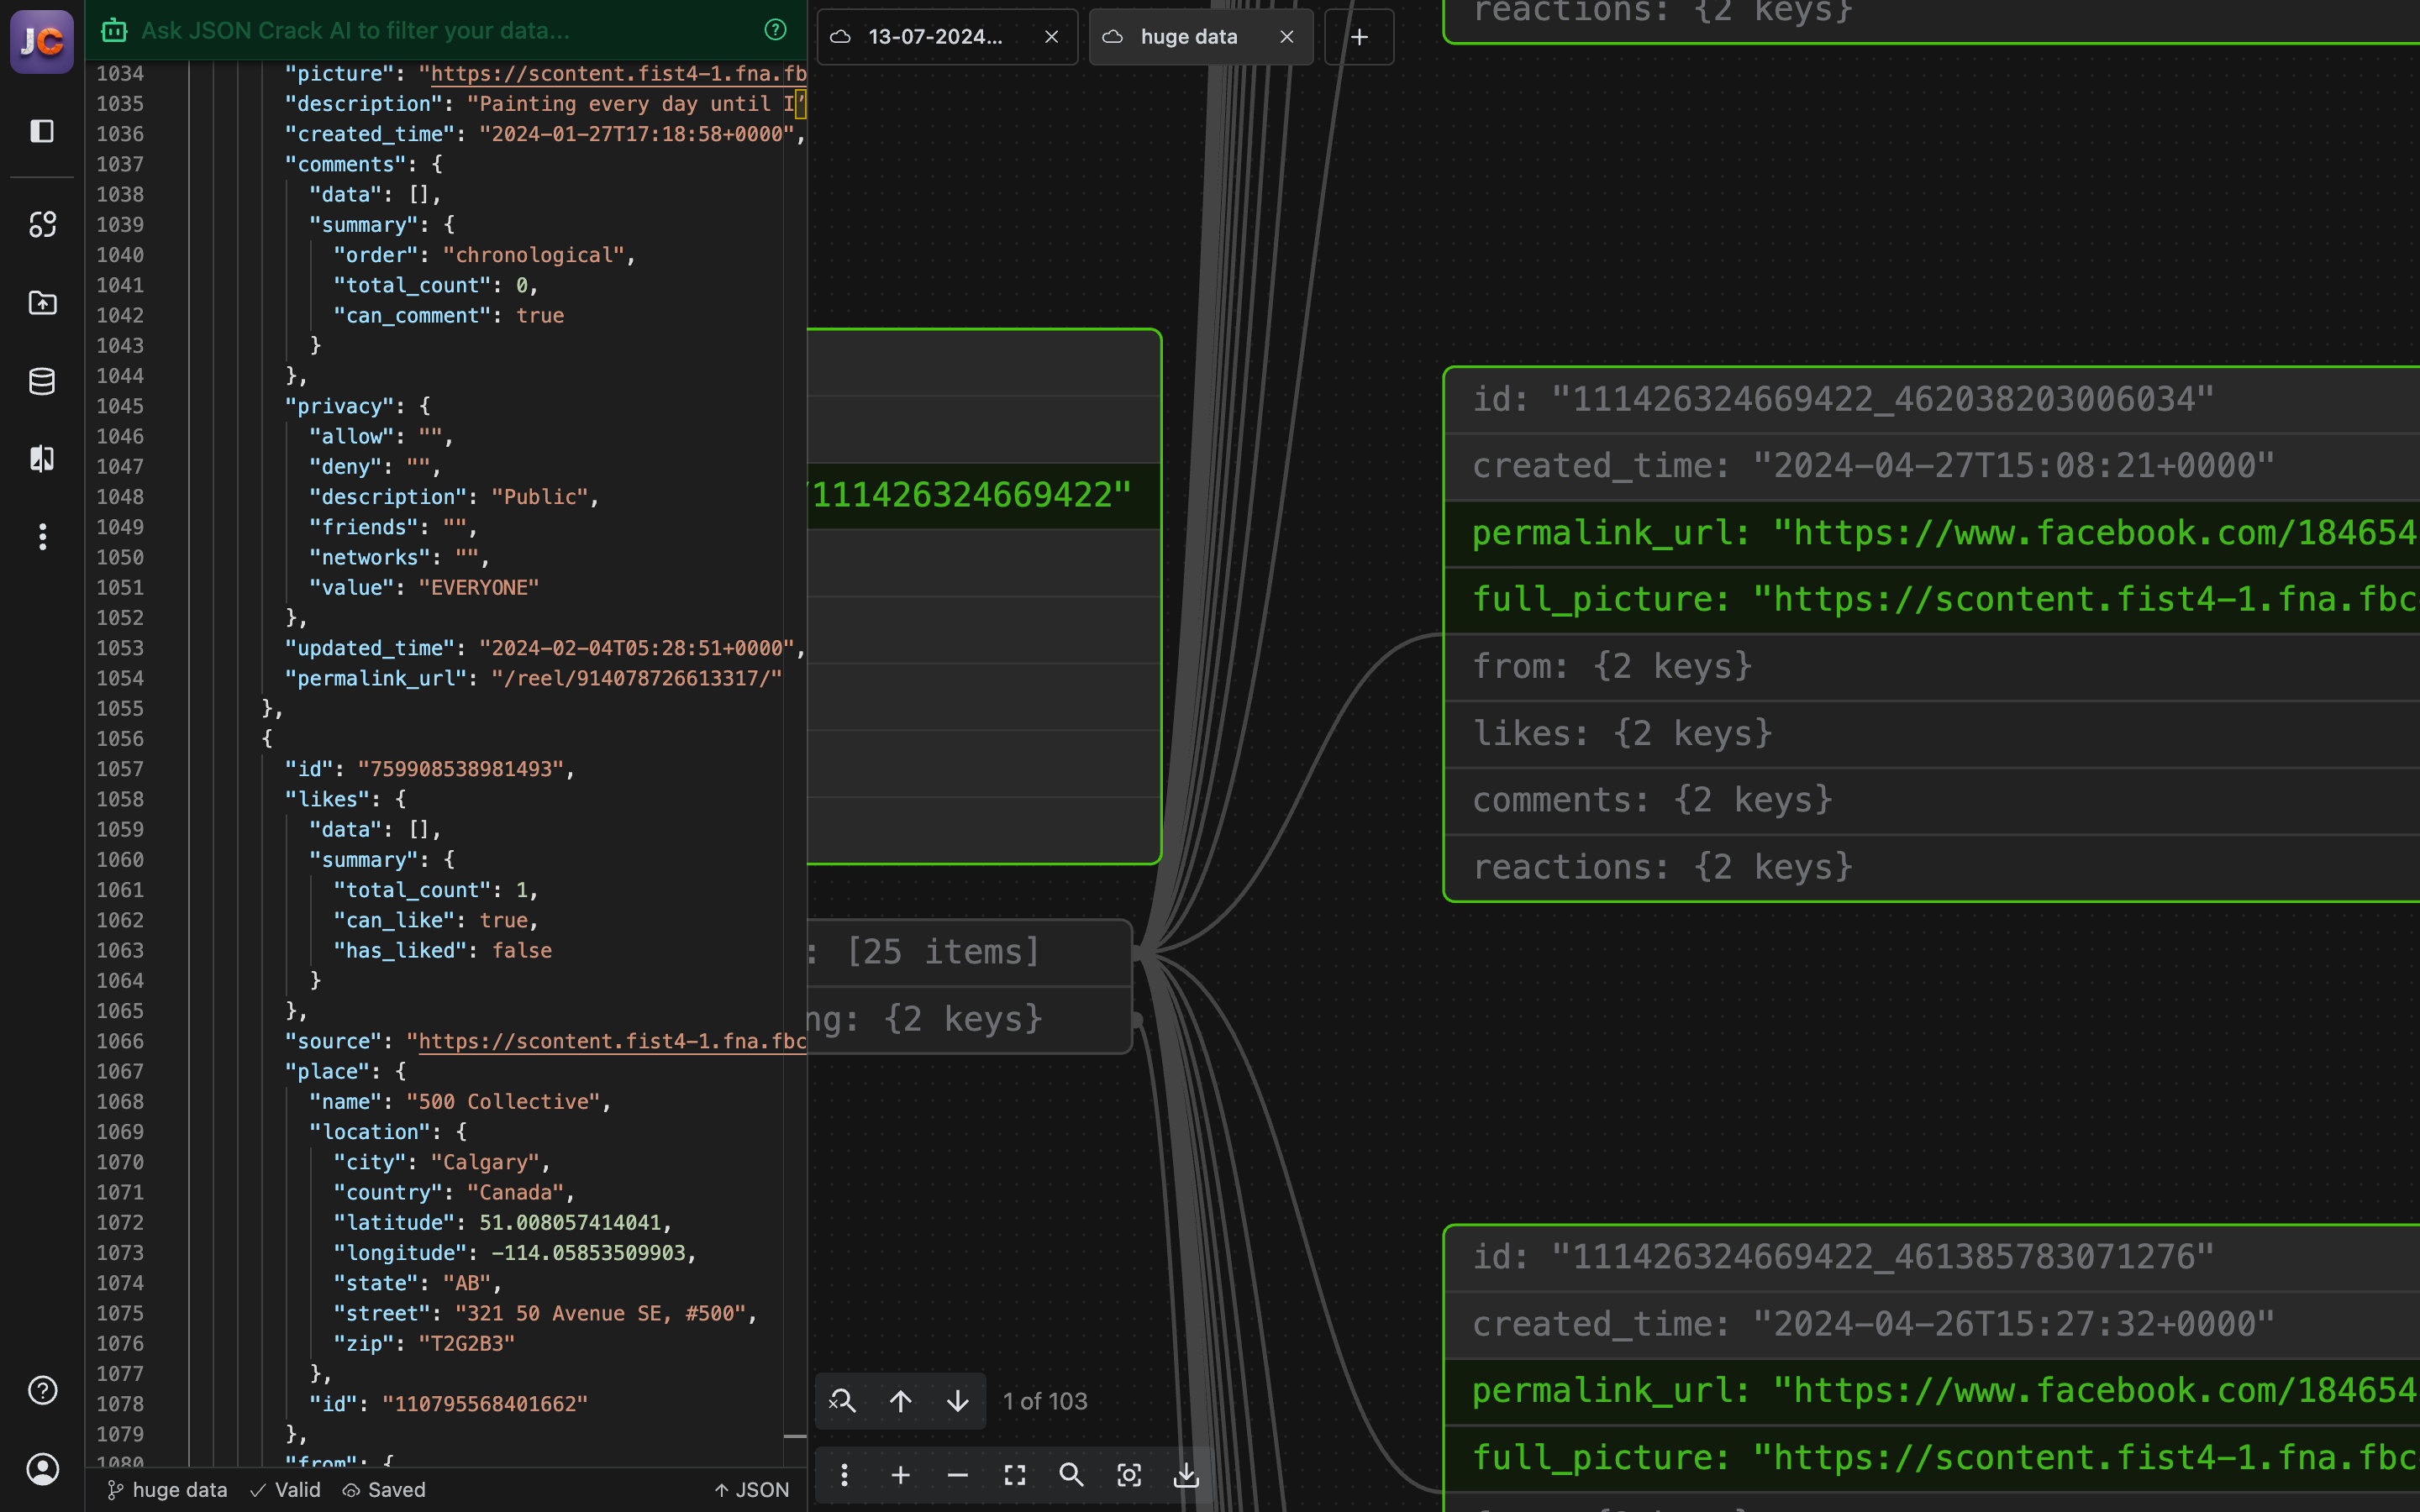 JC
Ask JSON Crack AI to filter your data...
1034 "picture": "https://scontent.fist4-1.fna.fb
1035 "description": "Painting every day until I’
1036 "created_time": "2024-01-27T17:18:58+0000",
1037 "comments": {
1038 "data": [],
1039 "summary": {
1040 "order": "chronological",
1041 "total_count": 0,
1042 "can_comment": true
1043 }
1044 },
1045 "privacy": {
1046 "allow": "",
1047 "deny": "",
1048 "description": "Public",
1049 "friends": "",
1050 "networks": "",
1051 "value": "EVERYONE"
1052 },
1053 "updated_time": "2024-02-04T05:28:51+0000",
1054 "permalink_url": "/reel/914078726613317/"
1055 },
1056 {
1057 "id": "759908538981493",
1058 "likes": {
1059 "data": [],
1060 "summary": {
1061 "total_count": 1,
1062 "can_like": true,
1063 "has_liked": false
1064 }
1065 },
1066 "source": "https://scontent.fist4-1.fna.fbc
1067 "place": {
1068 "name": "500 Collective",
1069 "location": {
1070 "city": "Calgary",
1071 "country": "Canada",
1072 "latitude": 51.008057414041,
1073 "longitude": -114.05853509903,
1074 "state": "AB",
1075 "street": "321 50 Avenue SE, #500",
1076 "zip": "T2G2B3"
1077 },
1078 "id": "110795568401662"
1079 },
1080 "from": {
huge data Valid Saved JSON
13-07-2024...
huge data
/111426324669422"
: [25 items]
ng: {2 keys}
reactions: {2 keys}
id: "111426324669422_462038203006034"
created_time: "2024-04-27T15:08:21+0000"
permalink_url: "https://www.facebook.com/184654
full_picture: "https://scontent.fist4-1.fna.fbc
from: {2 keys}
likes: {2 keys}
comments: {2 keys}
reactions: {2 keys}
id: "111426324669422_461385783071276"
created_time: "2024-04-26T15:27:32+0000"
permalink_url: "https://www.facebook.com/184654
full_picture: "https://scontent.fist4-1.fna.fbc
1 of 103